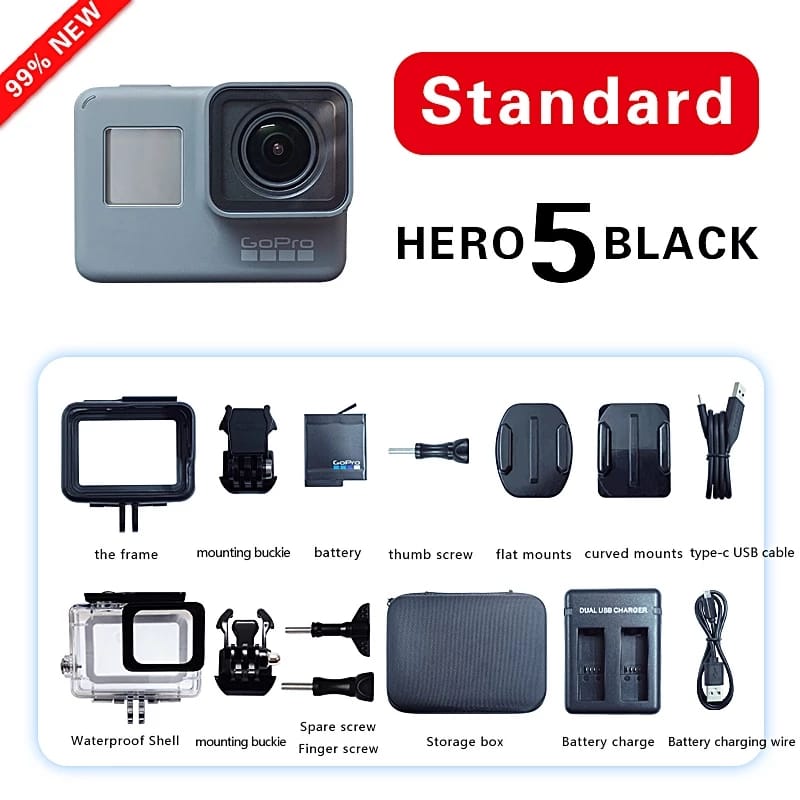 99% NEW
Standard
HERO 5 BLACK
GoPro
GoPro
the frame
mounting buckie
battery
thumb screw
flat mounts
curved mounts
type-c USB cable
DUAL USB CHARGER
Waterproof Shell
mounting buckie
Spare screw
Finger screw
Storage box
Battery charge
Battery charging wire